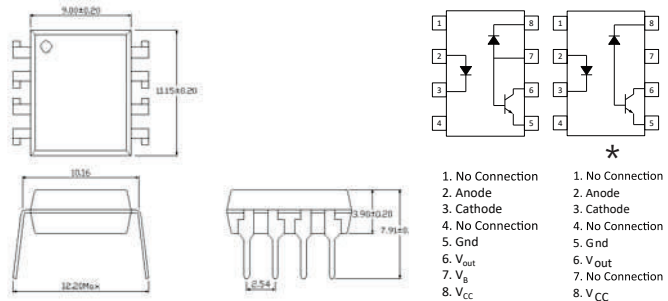 9.00±0.20
11.15±0.20
10.16
12.20Max
3.90±0.20
7.91±0.
2.54
1
2
3
4
8
7
6
5
1
2
3
4
8
7
6
5
*
1. No Connection
2. Anode
3. Cathode
4. No Connection
5. Gnd
6. Vout
7. VB
8. VCC
1. No Connection
2. Anode
3. Cathode
4. No Connection
5. Gnd
6. Vout
7. No Connection
8. VCC